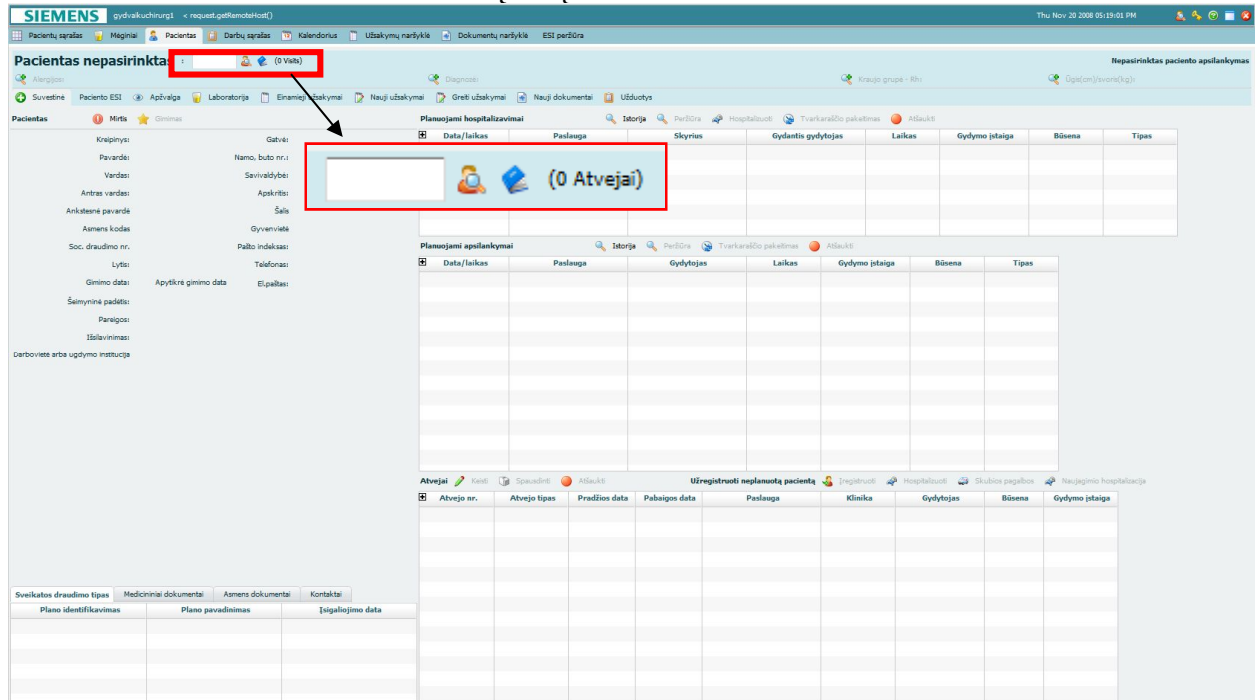 SIEMENS gydvaikuchirurg1 < request.getRemoteHost() Thu Nov 20 2008 05:19:01 PM
Pacientų sąrašas Mėginiai Pacientas Darbų sąrašas Kalendorius Užsakymų naršyklė Dokumentų naršyklė ESI peržiūra
Pacientas nepasirinktas : (0 Visits) Nepasirinktas paciento apsilankymas
Alergijos: Diagnozė: Kraujo grupė - Rh: Ūgis(cm)/svoris(kg):
Suvestinė Paciento ESI Apžvalga Laboratorija Einamieji užsakymai Nauji užsakymai Greiti užsakymai Nauji dokumentai Užduotys
Pacientas Mirtis Gimimas
Kreipinys: Gatvė:
Pavardė: Namo, buto nr.:
Vardas: Savivaldybė:
Antras vardas: Apskritis:
Ankstesnė pavardė Šalis
Asmens kodas Gyvenvietė
Soc. draudimo nr. Pašto indeksas:
Lytis: Telefonas:
Gimimo data: Apytikrė gimimo data El.paštas:
Šeimyninė padėtis:
Pareigos:
Išsilavinimas:
Darbovietė arba ugdymo institucija
Planuojami hospitalizavimai Istorija Peržiūra Hospitalizuoti Tvarkaraščio pakeitimas Atšaukti
Data/laikas Paslauga Skyrius Gydantis gydytojas Laikas Gydymo įstaiga Būsena Tipas
(0 Atvejai)
Planuojami apsilankymai Istorija Peržiūra Tvarkaraščio pakeitimas Atšaukti
Data/laikas Paslauga Gydytojas Laikas Gydymo įstaiga Būsena Tipas
Atvejai Keisti Spausdinti Atšaukti Užregistruoti neplanuotą pacientą Įregistruoti Hospitalizuoti Skubios pagalbos Naujagimio hospitalizacija
Atvejo nr. Atvejo tipas Pradžios data Pabaigos data Paslauga Klinika Gydytojas Būsena Gydymo įstaiga
Sveikatos draudimo tipas Medicininiai dokumentai Asmens dokumentai Kontaktai
Plano identifikavimas Plano pavadinimas Įsigaliojimo data